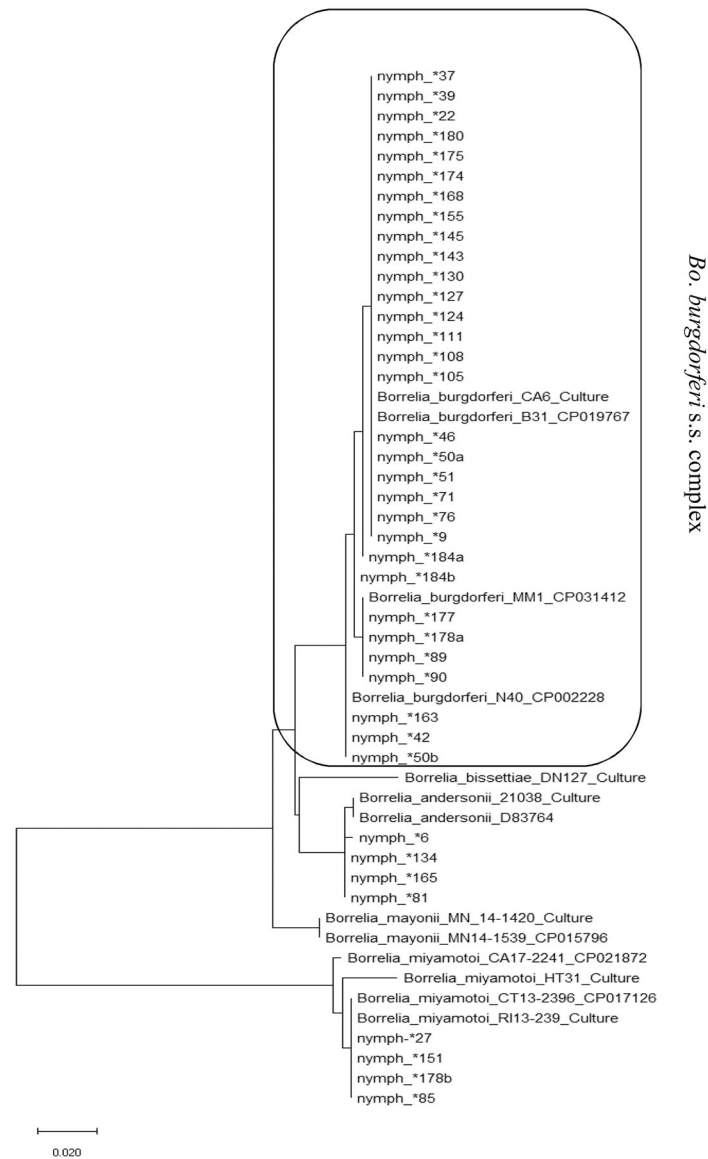 nymph_*37
nymph_*39
nymph_*22
nymph_*180
nymph_*175
nymph_*174
nymph_*168
nymph_*155
nymph_*145
nymph_*143
nymph_*130
nymph_*127
nymph_*124
nymph_*111
nymph_*108
nymph_*105
Borrelia_burgdorferi_CA6_Culture
Borrelia_burgdorferi_B31_CP019767
nymph_*46
nymph_*50a
nymph_*51
nymph_*71
nymph_*76
nymph_*9
nymph_*184a
nymph_*184b
Borrelia_burgdorferi_MM1_CP031412
nymph_*177
nymph_*178a
nymph_*89
nymph_*90
Borrelia_burgdorferi_N40_CP002228
nymph_*163
nymph_*42
nymph_*50b
Borrelia_bissettiae_DN127_Culture
Borrelia_andersonii_21038_Culture
Borrelia_andersonii_D83764
nymph_*6
nymph_*134
nymph_*165
nymph_*81
Borrelia_mayonii_MN_14-1420_Culture
Borrelia_mayonii_MN14-1539_CP015796
Borrelia_miyamotoi_CA17-2241_CP021872
Borrelia_miyamotoi_HT31_Culture
Borrelia_miyamotoi_CT13-2396_CP017126
Borrelia_miyamotoi_RI13-239_Culture
nymph-*27
nymph_*151
nymph_*178b
nymph_*85
0.020
Bo. burgdorferi s.s. complex